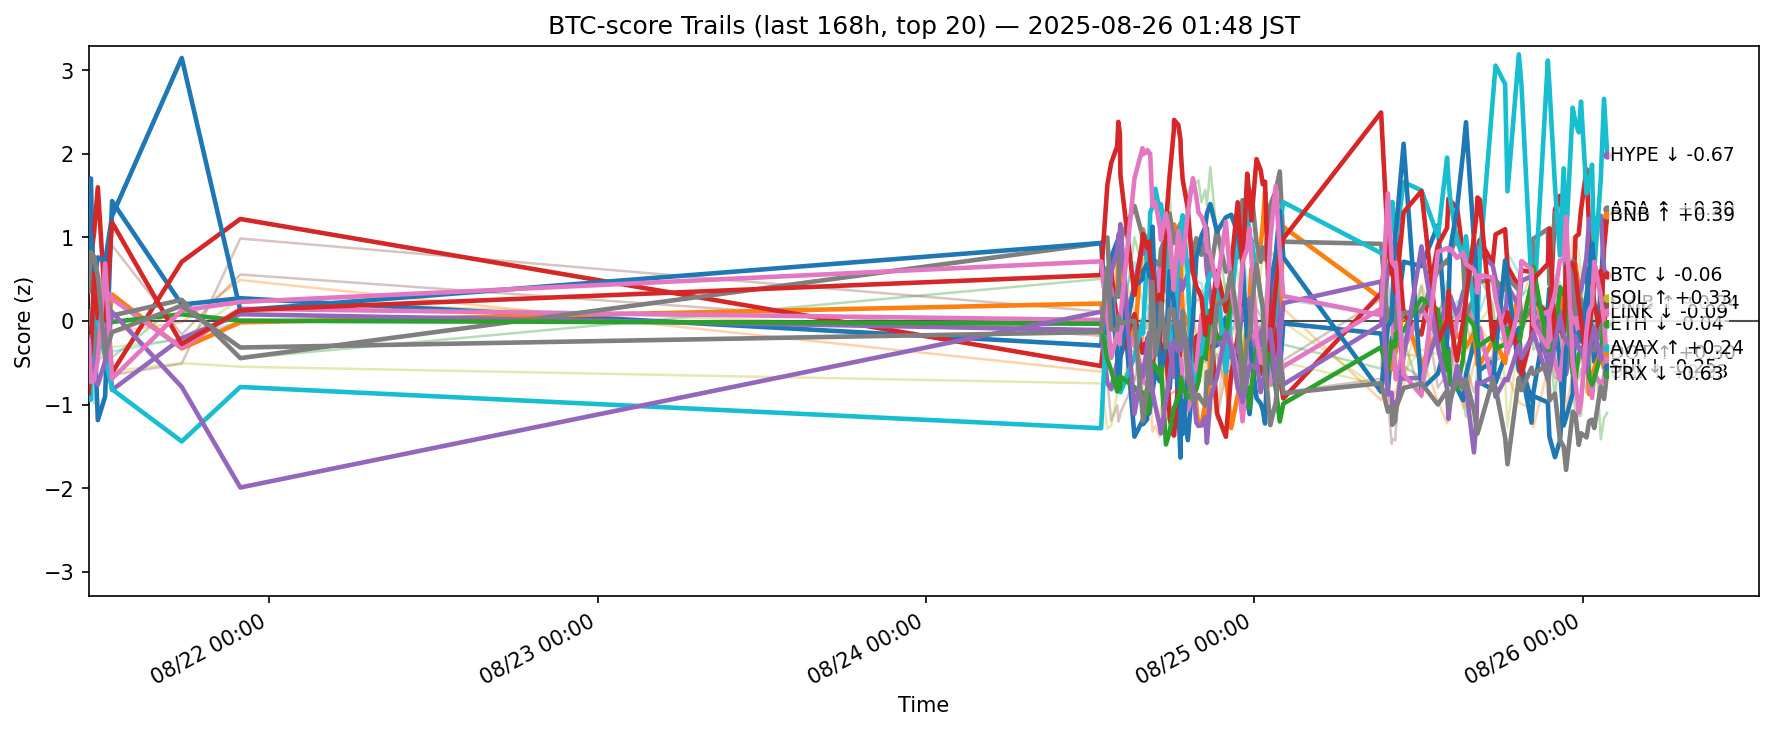 BTC-score Trails (last 168h, top 20) — 2025-08-26 01:48 JST
Score (z)
3
2
1
0
−1
−2
−3
HYPE ↓ -0.67
ADA ↑
BNB ↑ +0.39
BTC ↓ -0.06
SOL ↑ +0.33
LINK ↓ -0.09
ETH ↓ -0.04
AVAX ↑ +0.24
TRX ↓ -0.63
08/22 00:00
08/23 00:00
08/24 00:00
08/25 00:00
08/26 00:00
Time